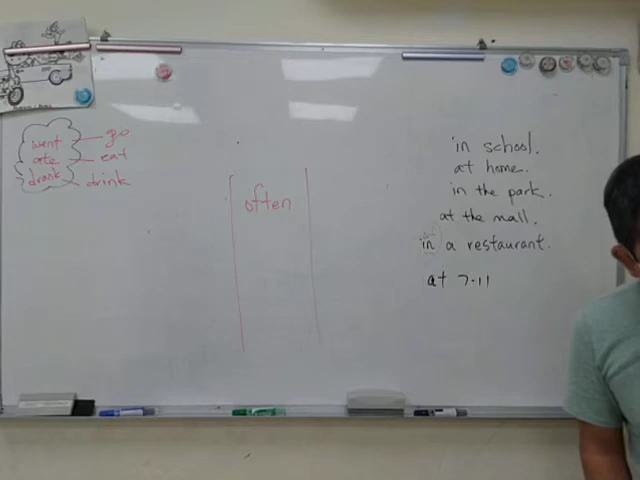 went go
ate eat
drank drink
often
in school.
at home.
in the park.
at the mall.
in a restaurant.
at 7-11